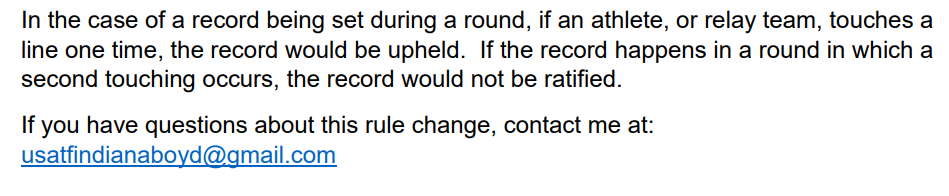 In the case of a record being set during a round, if an athlete, or relay team, touches a
line one time, the record would be upheld.  If the record happens in a round in which a
second touching occurs, the record would not be ratified.
If you have questions about this rule change, contact me at:
usatfindianaboyd@gmail.com